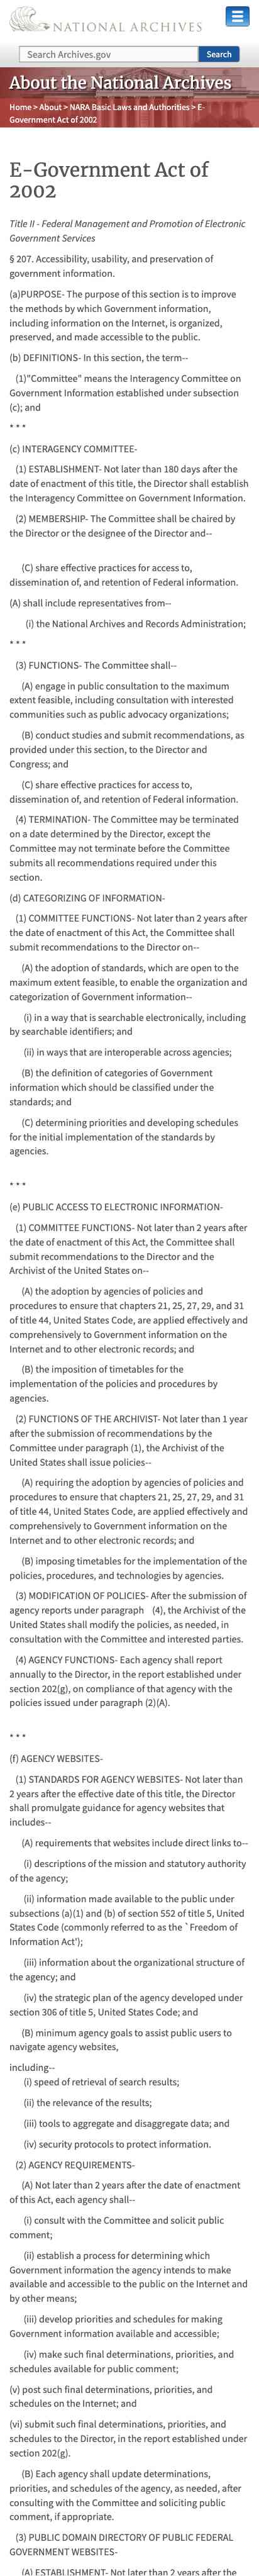 NATIONAL ARCHIVES
Search Archives.gov
Search
About the National Archives
Home > About > NARA Basic Laws and Authorities > E-
Government Act of 2002
E-Government Act of
2002
Title II - Federal Management and Promotion of Electronic
Government Services
§ 207. Accessibility, usability, and preservation of
government information.
(a)PURPOSE- The purpose of this section is to improve
the methods by which Government information,
including information on the Internet, is organized,
preserved, and made accessible to the public.
(b) DEFINITIONS- In this section, the term--
(1)"Committee" means the Interagency Committee on
Government Information established under subsection
(c); and
* * *
(c) INTERAGENCY COMMITTEE-
(1) ESTABLISHMENT- Not later than 180 days after the
date of enactment of this title, the Director shall establish
the Interagency Committee on Government Information.
(2) MEMBERSHIP- The Committee shall be chaired by
the Director or the designee of the Director and--
(C) share effective practices for access to,
dissemination of, and retention of Federal information.
(A) shall include representatives from--
(i) the National Archives and Records Administration;
* * *
(3) FUNCTIONS- The Committee shall--
(A) engage in public consultation to the maximum
extent feasible, including consultation with interested
communities such as public advocacy organizations;
(B) conduct studies and submit recommendations, as
provided under this section, to the Director and
Congress; and
(C) share effective practices for access to,
dissemination of, and retention of Federal information.
(4) TERMINATION- The Committee may be terminated
on a date determined by the Director, except the
Committee may not terminate before the Committee
submits all recommendations required under this
section.
(d) CATEGORIZING OF INFORMATION-
(1) COMMITTEE FUNCTIONS- Not later than 2 years after
the date of enactment of this Act, the Committee shall
submit recommendations to the Director on--
(A) the adoption of standards, which are open to the
maximum extent feasible, to enable the organization and
categorization of Government information--
(i) in a way that is searchable electronically, including
by searchable identifiers; and
(ii) in ways that are interoperable across agencies;
(B) the definition of categories of Government
information which should be classified under the
standards; and
(C) determining priorities and developing schedules
for the initial implementation of the standards by
agencies.
* * *
(e) PUBLIC ACCESS TO ELECTRONIC INFORMATION-
(1) COMMITTEE FUNCTIONS- Not later than 2 years after
the date of enactment of this Act, the Committee shall
submit recommendations to the Director and the
Archivist of the United States on--
(A) the adoption by agencies of policies and
procedures to ensure that chapters 21, 25, 27, 29, and 31
of title 44, United States Code, are applied effectively and
comprehensively to Government information on the
Internet and to other electronic records; and
(B) the imposition of timetables for the
implementation of the policies and procedures by
agencies.
(2) FUNCTIONS OF THE ARCHIVIST- Not later than 1 year
after the submission of recommendations by the
Committee under paragraph (1), the Archivist of the
United States shall issue policies--
(A) requiring the adoption by agencies of policies and
procedures to ensure that chapters 21, 25, 27, 29, and 31
of title 44, United States Code, are applied effectively and
comprehensively to Government information on the
Internet and to other electronic records; and
(B) imposing timetables for the implementation of the
policies, procedures, and technologies by agencies.
(3) MODIFICATION OF POLICIES- After the submission of
agency reports under paragraph (4), the Archivist of the
United States shall modify the policies, as needed, in
consultation with the Committee and interested parties.
(4) AGENCY FUNCTIONS- Each agency shall report
annually to the Director, in the report established under
section 202(g), on compliance of that agency with the
policies issued under paragraph (2)(A).
* * *
(f) AGENCY WEBSITES-
(1) STANDARDS FOR AGENCY WEBSITES- Not later than
2 years after the effective date of this title, the Director
shall promulgate guidance for agency websites that
includes--
(A) requirements that websites include direct links to--
(i) descriptions of the mission and statutory authority
of the agency;
(ii) information made available to the public under
subsections (a)(1) and (b) of section 552 of title 5, United
States Code (commonly referred to as the `Freedom of
Information Act');
(iii) information about the organizational structure of
the agency; and
(iv) the strategic plan of the agency developed under
section 306 of title 5, United States Code; and
(B) minimum agency goals to assist public users to
navigate agency websites,
including--
(i) speed of retrieval of search results;
(ii) the relevance of the results;
(iii) tools to aggregate and disaggregate data; and
(iv) security protocols to protect information.
(2) AGENCY REQUIREMENTS-
(A) Not later than 2 years after the date of enactment
of this Act, each agency shall--
(i) consult with the Committee and solicit public
comment;
(ii) establish a process for determining which
Government information the agency intends to make
available and accessible to the public on the Internet and
by other means;
(iii) develop priorities and schedules for making
Government information available and accessible;
(iv) make such final determinations, priorities, and
schedules available for public comment;
(v) post such final determinations, priorities, and
schedules on the Internet; and
(vi) submit such final determinations, priorities, and
schedules to the Director, in the report established under
section 202(g).
(B) Each agency shall update determinations,
priorities, and schedules of the agency, as needed, after
consulting with the Committee and soliciting public
comment, if appropriate.
(3) PUBLIC DOMAIN DIRECTORY OF PUBLIC FEDERAL
GOVERNMENT WEBSITES-
(A) ESTABLISHMENT- Not later than 2 years after the